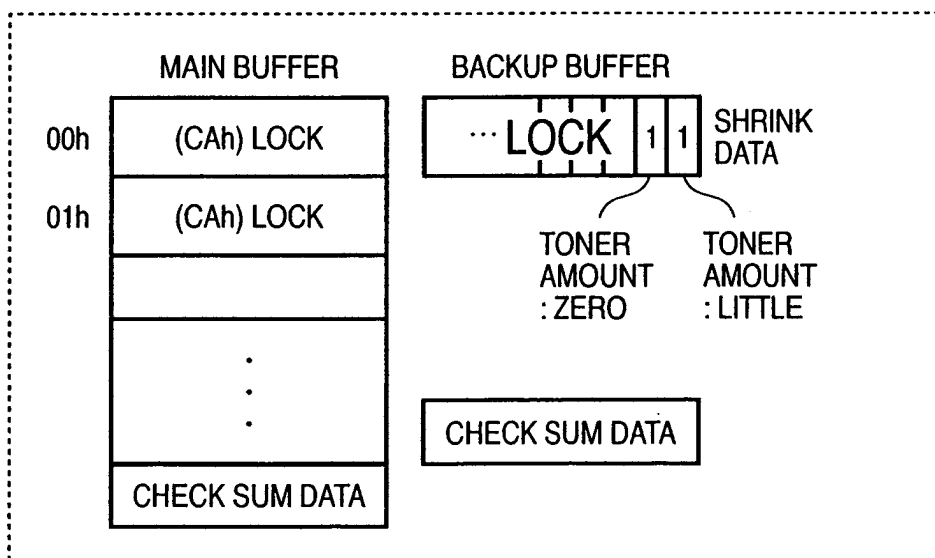 MAIN BUFFER
BACKUP BUFFER
00h
(CAh) LOCK
... LOCK 1 1
SHRINK
DATA
01h
(CAh) LOCK
TONER
AMOUNT
: ZERO
TONER
AMOUNT
: LITTLE
CHECK SUM DATA
CHECK SUM DATA